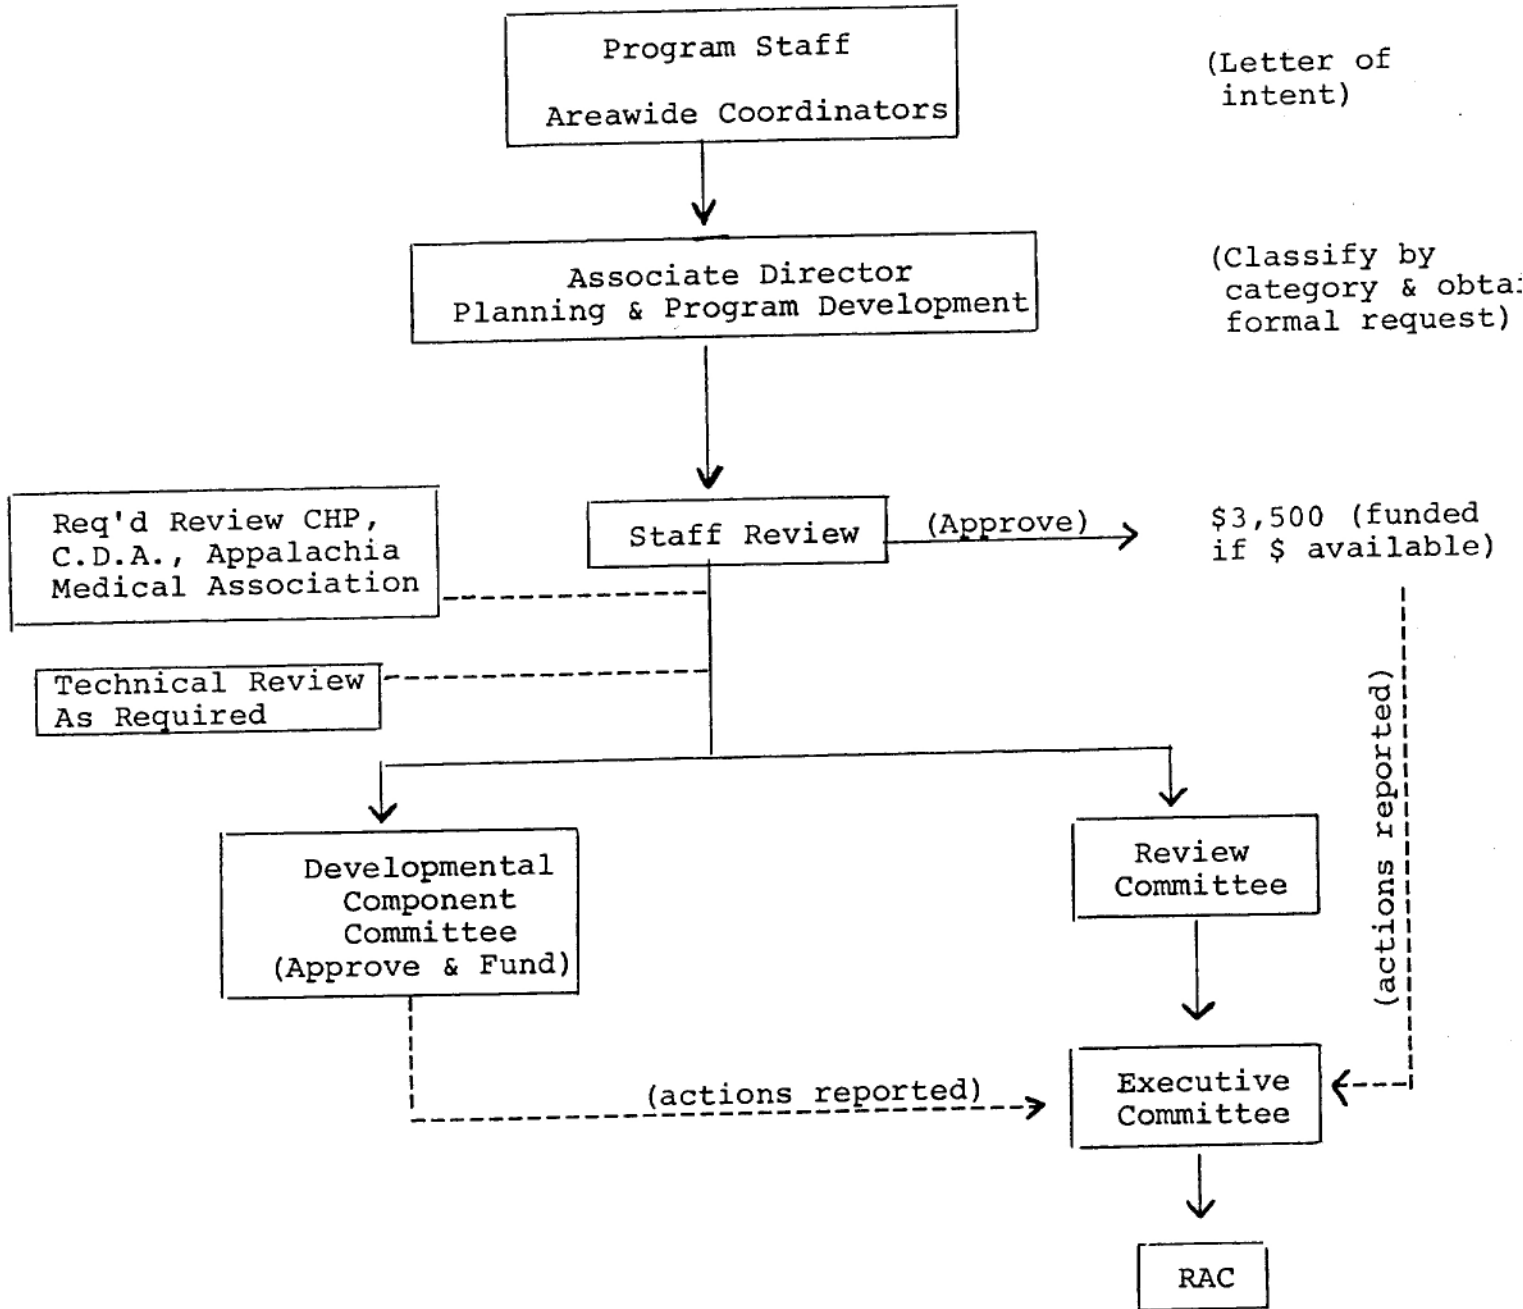 Program Staff
Areawide Coordinators
(Letter of
intent)
Associate Director
Planning & Program Development
(Classify by
category & obtai
formal request)
Req'd Review CHP,
C.D.A., Appalachia
Medical Association
Staff Review
(Approve)
$3,500 (funded
if $ available)
Technical Review
As Required
(actions reported)
Developmental
Component
Committee
(Approve & Fund)
Review
Committee
(actions reported)
Executive
Committee
RAC